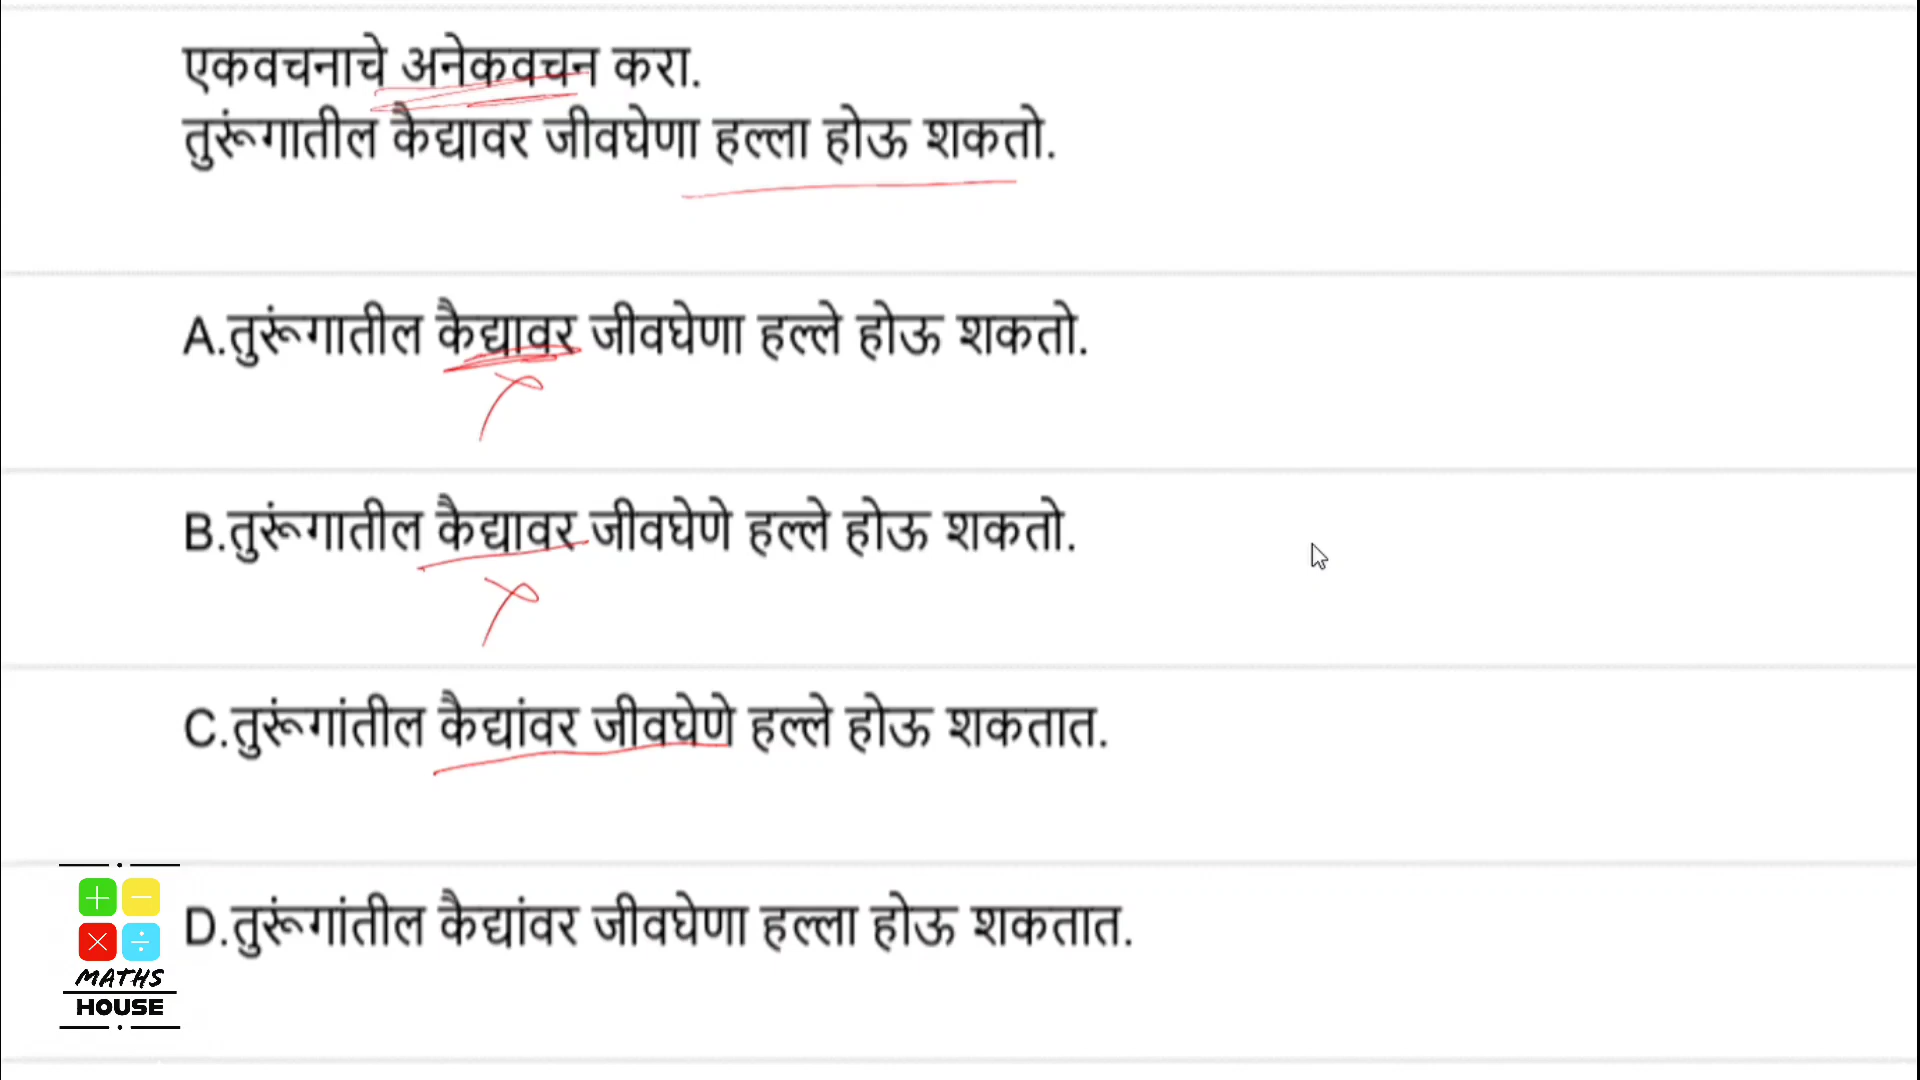 एकवचनाचे अनेकवचन करा.
तुरूंगातील कैद्यावर जीवघेणा हल्ला होऊ शकतो.
A.तुरूंगातील कैद्यावर जीवघेणा हल्ले होऊ शकतो.
B.तुरूंगातील कैद्यावर जीवघेणे हल्ले होऊ शकतो.
C.तुरूंगांतील कैद्यांवर जीवघेणे हल्ले होऊ शकतात.
D.तुरूंगांतील कैद्यांवर जीवघेणा हल्ला होऊ शकतात.
MATHS
HOUSE